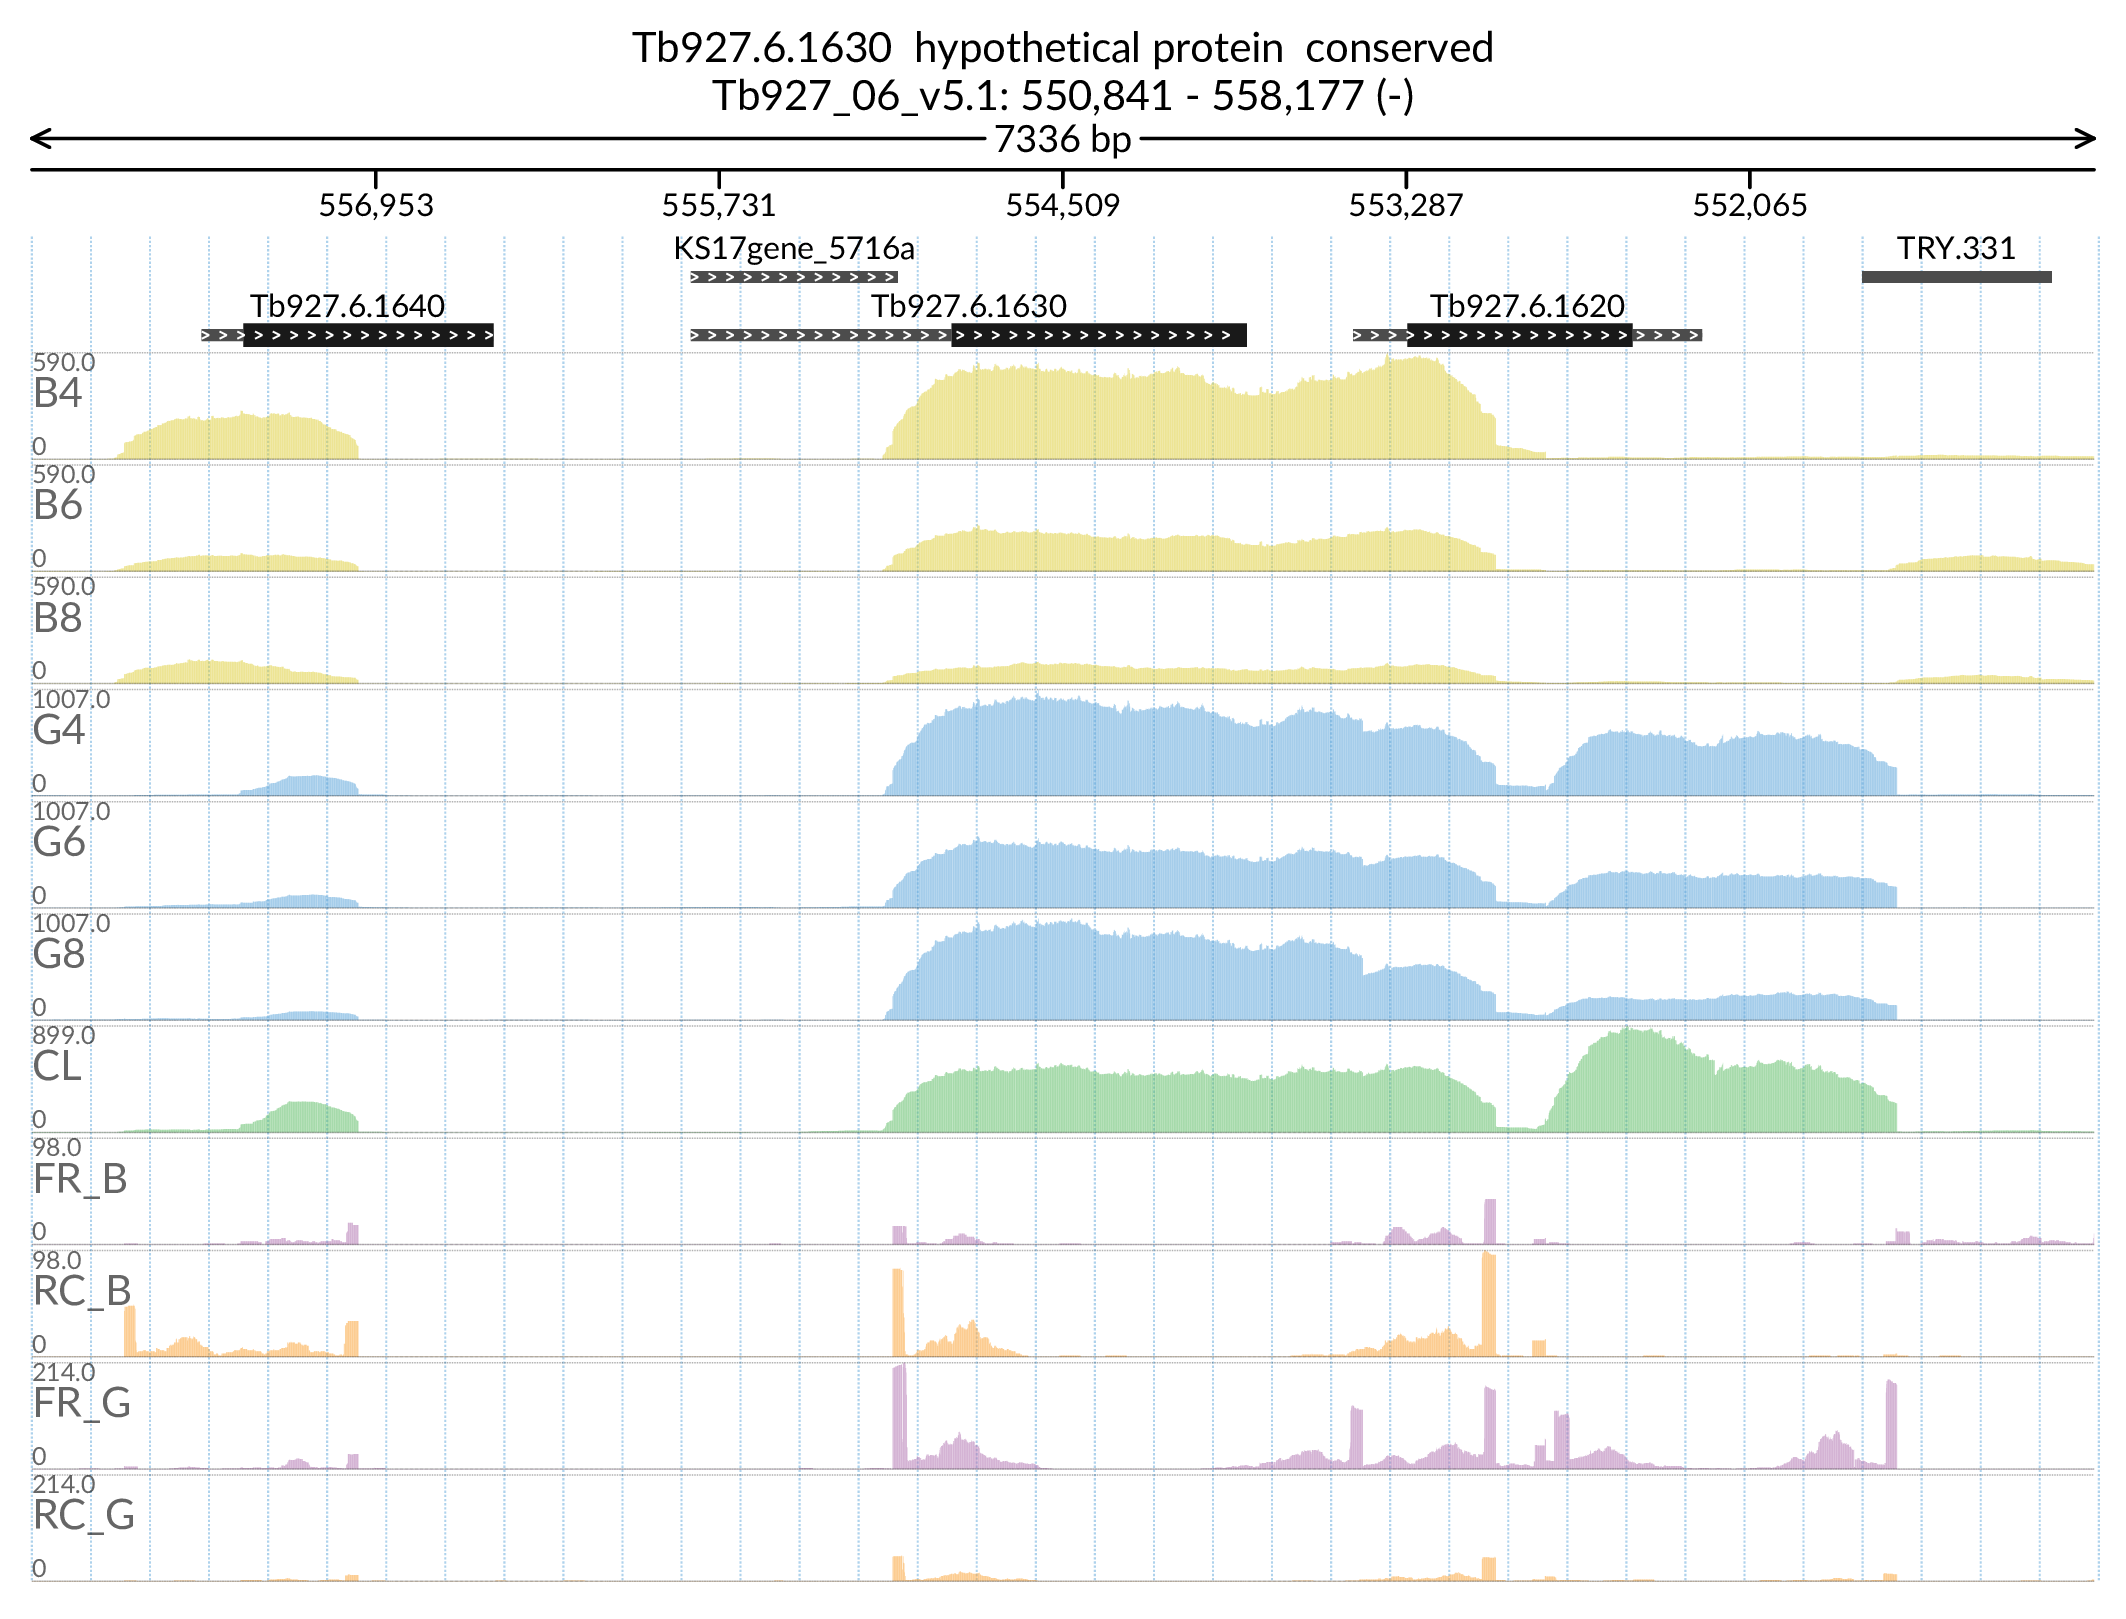 Tb927.6.1630  hypothetical protein  conserved
Tb927_06_v5.1: 550,841 - 558,177 (-)
7336 bp
556,953 555,731 554,509 553,287 552,065
KS17gene_5716a TRY.331
Tb927.6.1640 Tb927.6.1630 Tb927.6.1620
590.0
B4
0
590.0
B6
0
590.0
B8
0
1007.0
G4
0
1007.0
G6
0
1007.0
G8
0
899.0
CL
0
98.0
FR_B
0
98.0
RC_B
0
214.0
FR_G
0
214.0
RC_G
0